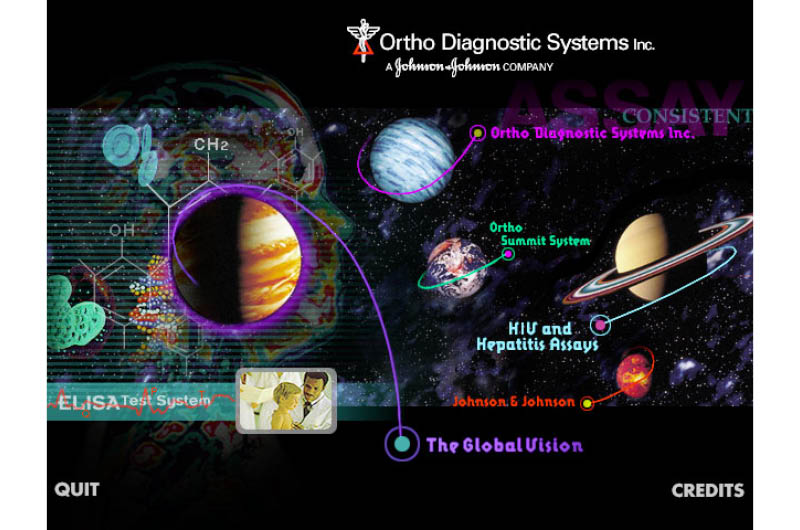 Ortho Diagnostic Systems Inc.
A Johnson & Johnson COMPANY
ASSAY
CONSISTENT
Ortho Diagnostic Systems Inc.
CH2
OH
OH
Ortho
Summit System
HIV and
Hepatitis Assays
ELISA Test System
Johnson & Johnson
The Global Vision
QUIT
CREDITS